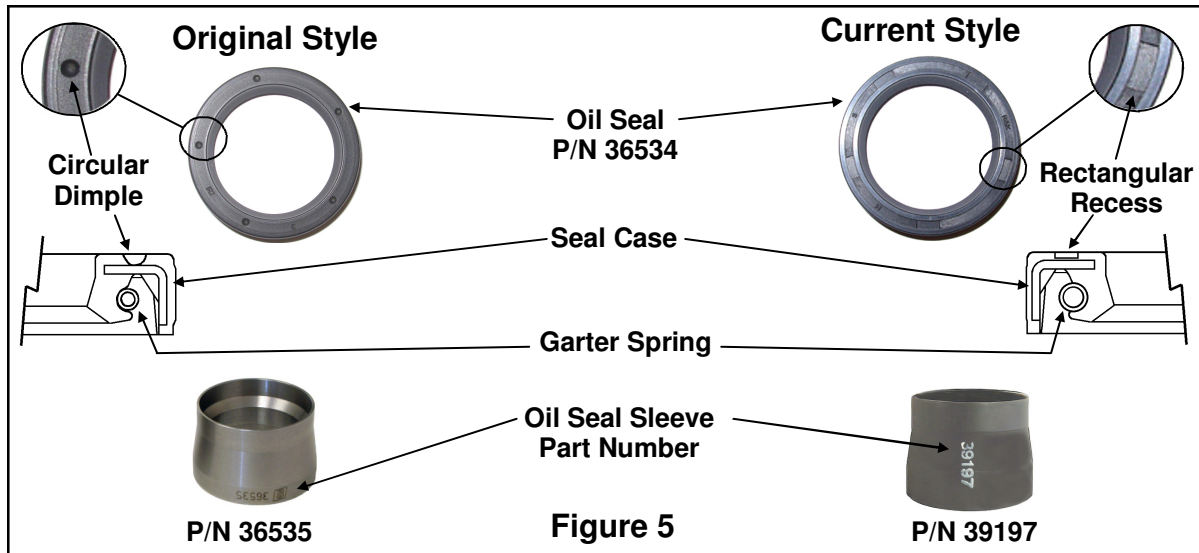 Original Style
Current Style
Oil Seal
P/N 36534
Circular
Dimple
Rectangular
Recess
Seal Case
Garter Spring
Oil Seal Sleeve
Part Number
36535
39197
P/N 36535
Figure 5
P/N 39197